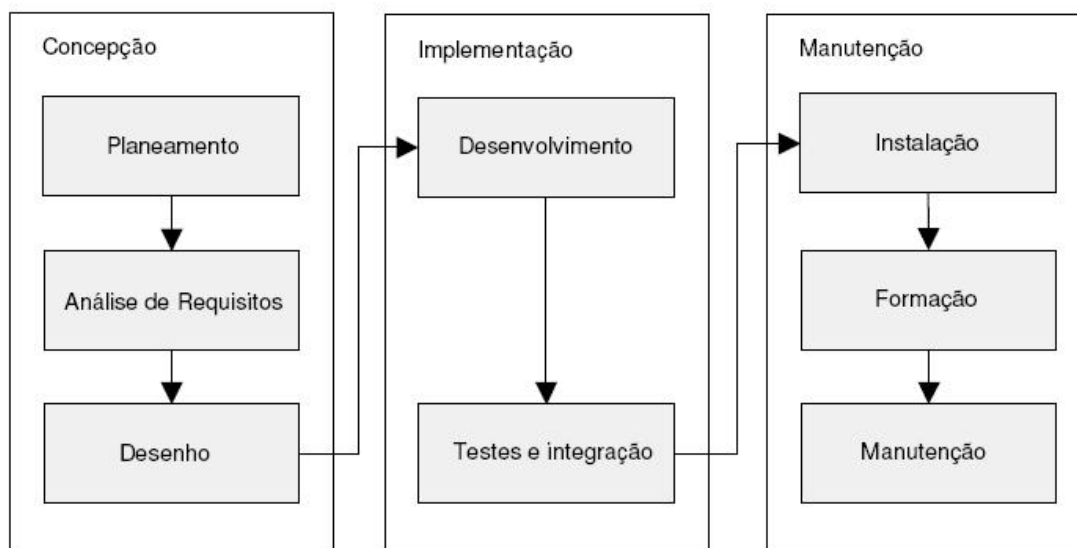 Concepção
Planeamento
Análise de Requisitos
Desenho
Implementação
Desenvolvimento
Testes e integração
Manutenção
Instalação
Formação
Manutenção